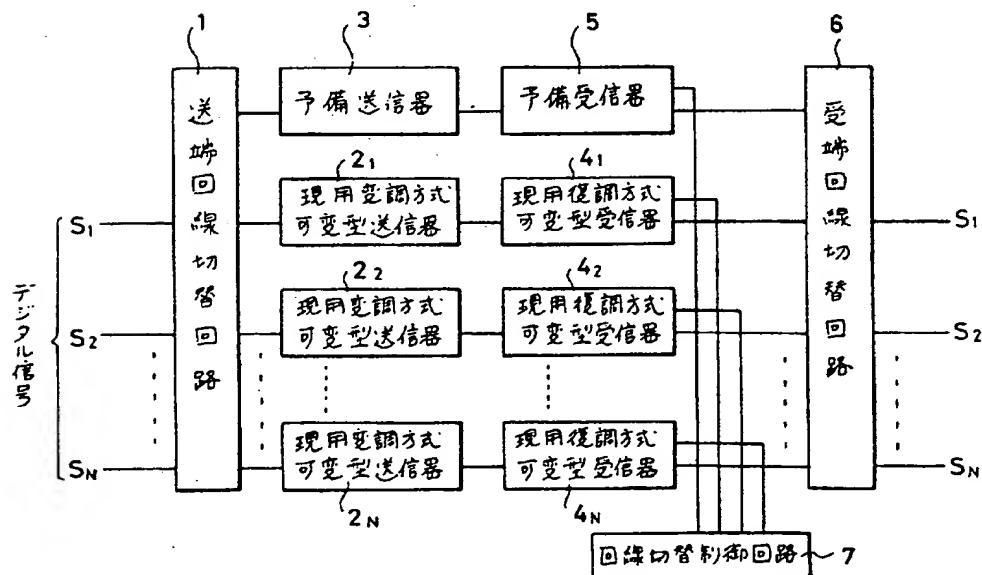 1
3
5
6
送端回線切替回路
予備送信器
予備受信器
受端回線切替回路
2₁
4₁
現用変調方式
可変型送信器
現用復調方式
可変型受信器
S₁
S₁
2₂
4₂
現用変調方式
可変型送信器
現用復調方式
可変型受信器
デジタル信号
S₂
S₂
現用変調方式
可変型送信器
現用復調方式
可変型受信器
S_N
S_N
2_N
4_N
回線切替制御回路
7